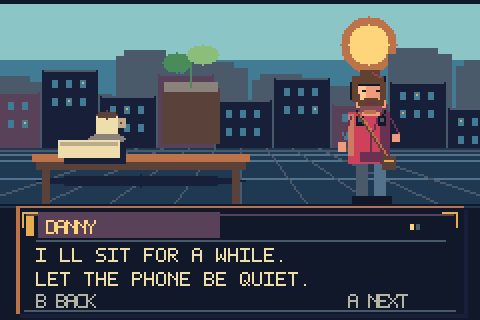 DANNY
I LL SIT FOR A WHILE.
LET THE PHONE BE QUIET.
B BACK
A NEXT